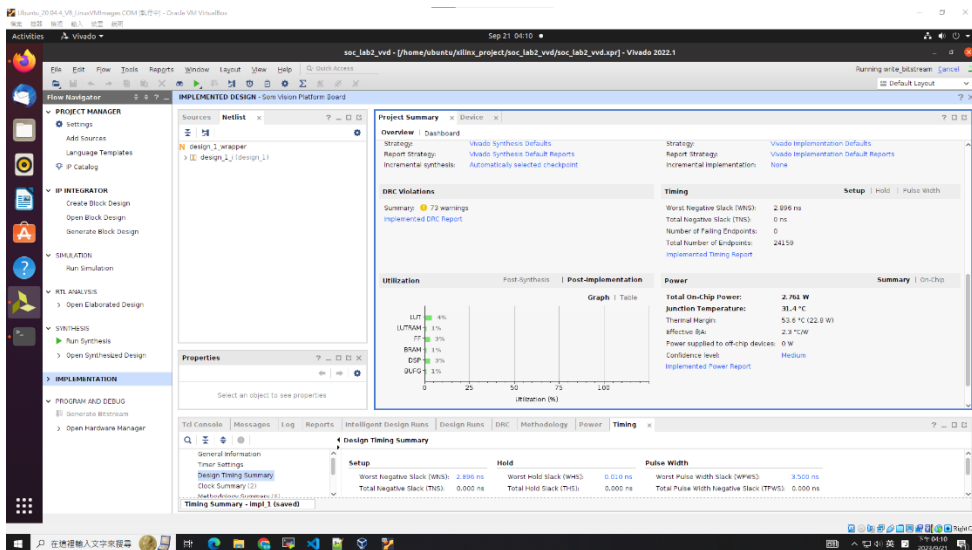 Ubuntu 20.04.4_VB_LinuxVMImages.COM [執行中] - Oracle VM VirtualBox
檔案 機器 檢視 輸入 裝置 說明
Activities Vivado Sep 21 04:10
soc_lab2_vvd - [/home/ubuntu/xilinx_project/soc_lab2_vvd/soc_lab2_vvd.xpr] - Vivado 2022.1
File Edit Flow Tools Reports Window Layout View Help Quick Access Running write_bitstream Cancel
Default Layout
Flow Navigator
IMPLEMENTED DESIGN - Som Vision Platform Board
PROJECT MANAGER
Settings
Add Sources
Language Templates
IP Catalog
IP INTEGRATOR
Create Block Design
Open Block Design
Generate Block Design
SIMULATION
Run Simulation
RTL ANALYSIS
Open Elaborated Design
SYNTHESIS
Run Synthesis
Open Synthesized Design
IMPLEMENTATION
PROGRAM AND DEBUG
Generate Bitstream
Open Hardware Manager
Sources Netlist
N design_1_wrapper
design_1_i (design_1)
Properties
Select an object to see properties
Project Summary Device
Overview | Dashboard
Strategy: Vivado Synthesis Defaults
Report Strategy: Vivado Synthesis Default Reports
Incremental synthesis: Automatically selected checkpoint
Strategy: Vivado Implementation Defaults
Report Strategy: Vivado Implementation Default Reports
Incremental implementation: None
DRC Violations
Summary: 73 warnings
Implemented DRC Report
Timing Setup | Hold | Pulse Width
Worst Negative Slack (WNS): 2.896 ns
Total Negative Slack (TNS): 0 ns
Number of Failing Endpoints: 0
Total Number of Endpoints: 24159
Implemented Timing Report
Utilization Post-Synthesis | Post-Implementation
Graph | Table
LUT 4%
LUTRAM 1%
FF 3%
BRAM 1%
DSP 3%
BUFG 1%
0 25 50 75 100
Utilization (%)
Power Summary | On-Chip
Total On-Chip Power: 2.761 W
Junction Temperature: 31.4 °C
Thermal Margin: 53.6 °C (22.8 W)
Effective ϑJA: 2.3 °C/W
Power supplied to off-chip devices: 0 W
Confidence level: Medium
Implemented Power Report
Tcl Console Messages Log Reports Intelligent Design Runs Design Runs DRC Methodology Power Timing
Design Timing Summary
General Information
Timer Settings
Design Timing Summary
Clock Summary (2)
Setup Hold Pulse Width
Worst Negative Slack (WNS): 2.896 ns Worst Hold Slack (WHS): 0.010 ns Worst Pulse Width Slack (WPWS): 3.500 ns
Total Negative Slack (TNS): 0.000 ns Total Hold Slack (THS): 0.000 ns Total Pulse Width Negative Slack (TPWS): 0.000 ns
Timing Summary - impl_1 (saved)
在這裡輸入文字來搜尋
英
下午 04:10
2023/9/21